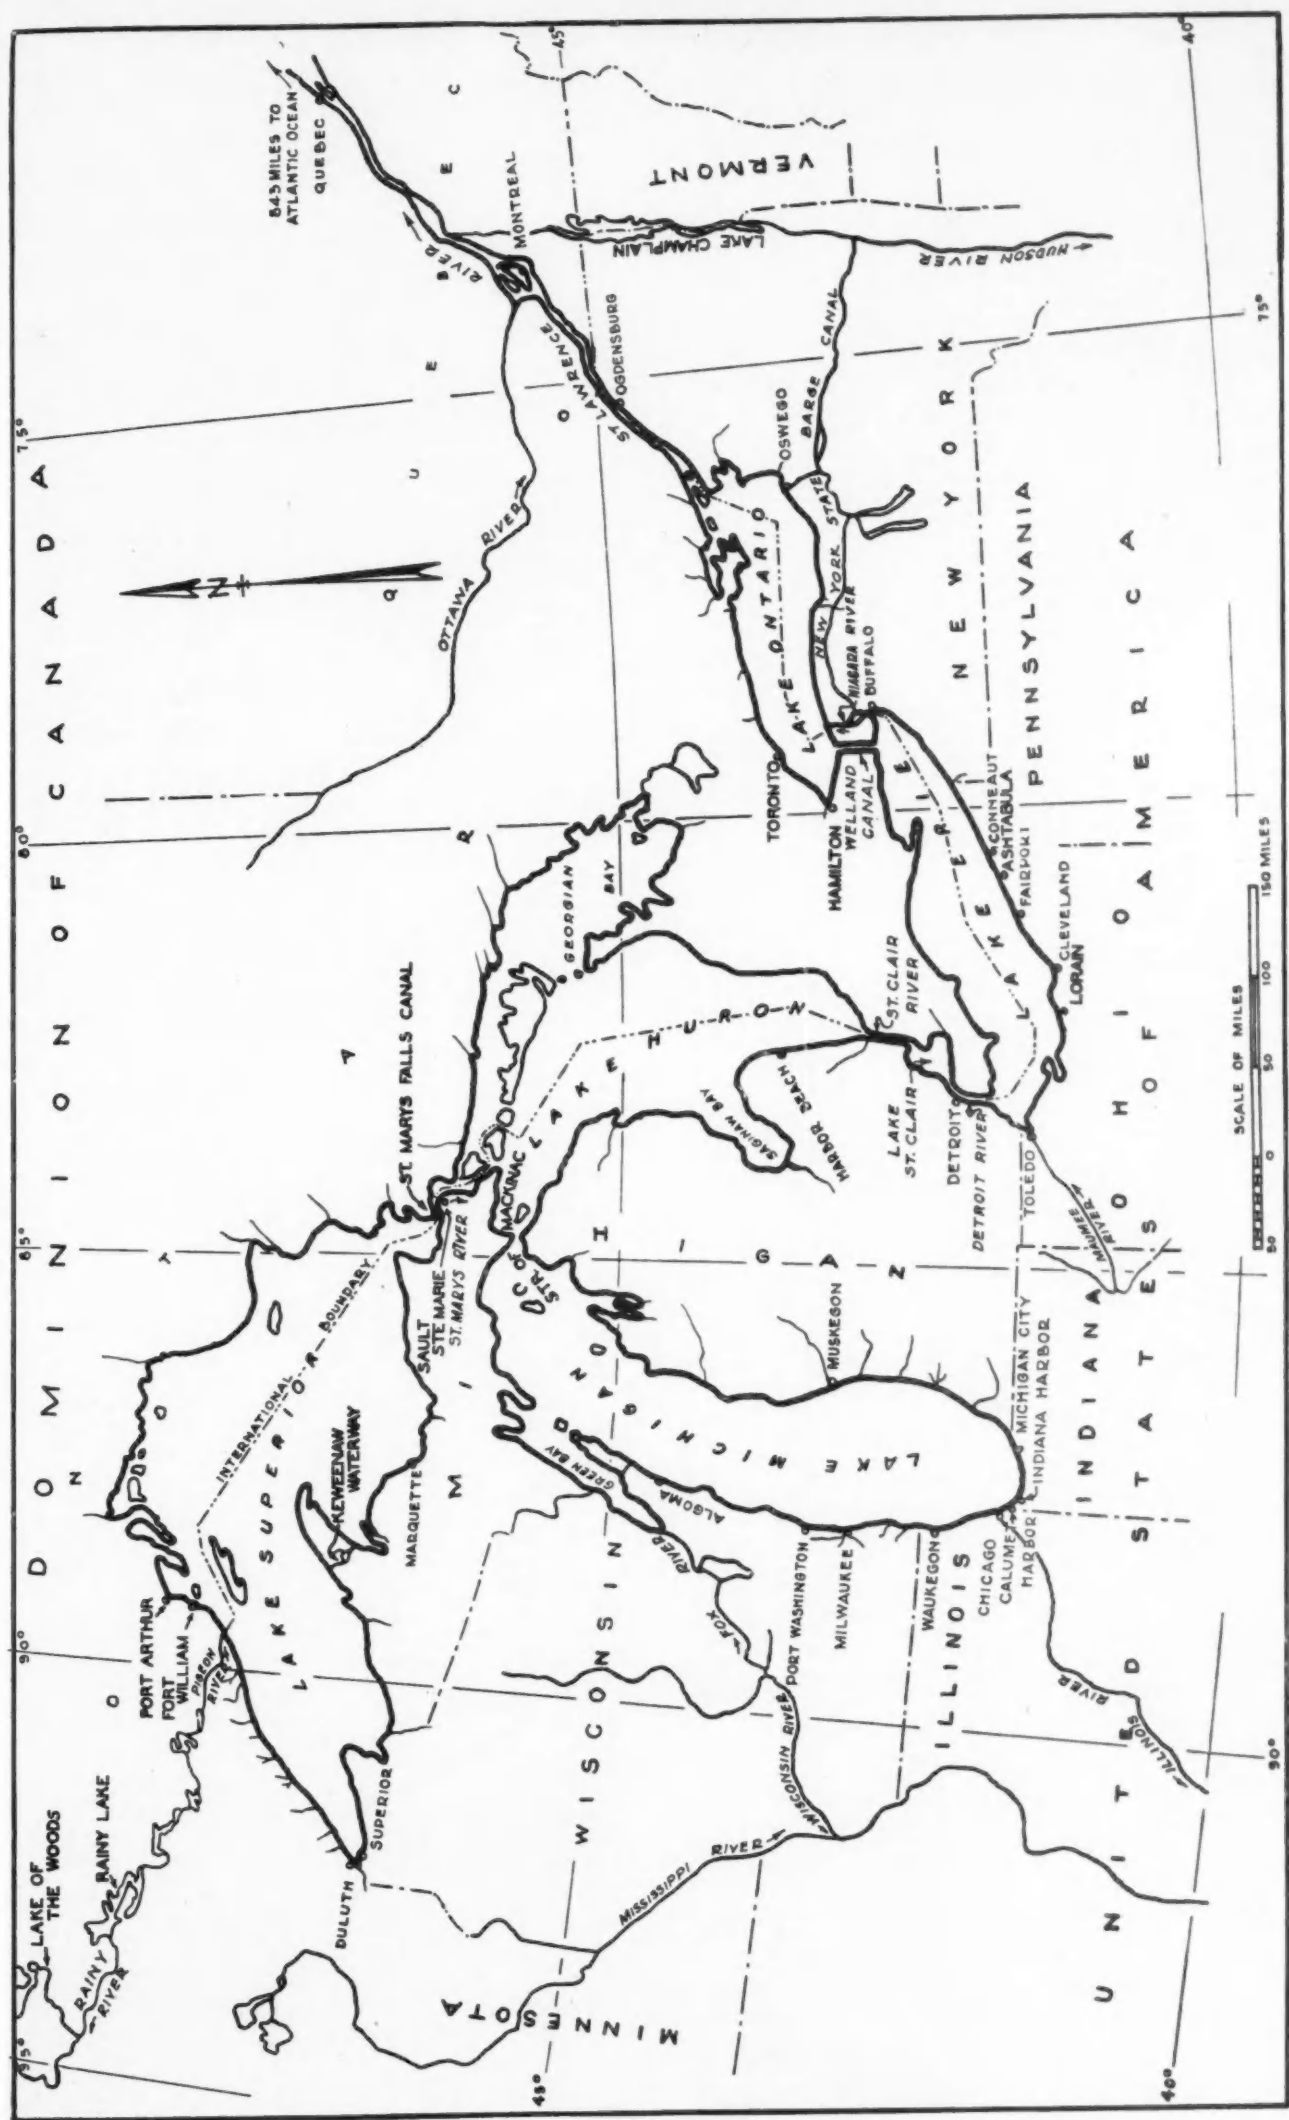 DOMINION OF CANADA
95°
90°
85°
80°
75°
LAKE OF
THE WOODS
RAINY LAKE
RAINY
RIVER
PORT ARTHUR
FORT
WILLIAM
PIGEON
RIVER
ONTARIO
QUEBEC
843 MILES TO
ATLANTIC OCEAN
QUEBEC
MONTREAL
RIVER
ST LAWRENCE
OGDENSBURG
OTTAWA
RIVER
N
INTERNATIONAL
BOUNDARY
LAKE SUPERIOR
KEWEENAW
WATERWAY
MARQUETTE
SAULT
STE MARIE
ST. MARYS RIVER
ST. MARYS FALLS CANAL
DULUTH
SUPERIOR
MINNESOTA
MISSISSIPPI
RIVER
WISCONSIN
WISCONSIN RIVER
FOX
RIVER
GREEN BAY
ALGOMA
PORT WASHINGTON
MILWAUKEE
WAUKEGON
CHICAGO
CALUMET
HARBOR
INDIANA HARBOR
MICHIGAN CITY
MUSKEGON
LAKE MICHIGAN
MICHIGAN
STR. OF
MACKINAC
LAKE HURON
GEORGIAN
BAY
SAGINAW BAY
HARBOR BEACH
ST. CLAIR
RIVER
LAKE
ST. CLAIR
DETROIT
DETROIT RIVER
TOLEDO
MAUMEE
RIVER
LAKE ERIE
LORAIN
CLEVELAND
FAIRPORT
ASHTABULA
CONNEAUT
BUFFALO
NIAGARA RIVER
WELLAND
CANAL
HAMILTON
TORONTO
LAKE ONTARIO
OSWEGO
NEW YORK STATE
BARGE CANAL
LAKE CHAMPLAIN
VERMONT
HUDSON RIVER
NEW YORK
PENNSYLVANIA
OHIO
INDIANA
ILLINOIS
ILLINOIS
RIVER
UNITED STATES OF AMERICA
45°
45°
40°
40°
90°
75°
SCALE OF MILES
50
0
50
100
150 MILES